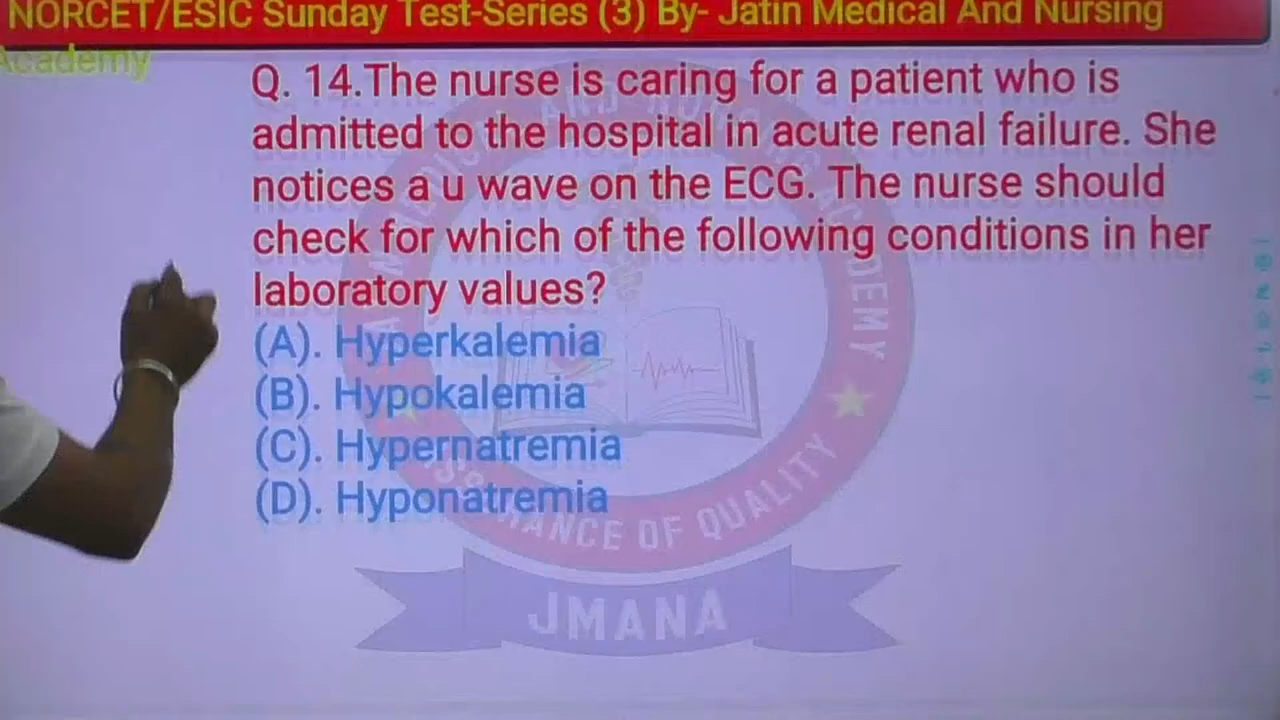 NORCET/ESIC Sunday Test-Series (3) By- Jatin Medical And Nursing
Academy
Q. 14.The nurse is caring for a patient who is
admitted to the hospital in acute renal failure. She
notices a u wave on the ECG. The nurse should
check for which of the following conditions in her
laboratory values?
(A). Hyperkalemia
(B). Hypokalemia
(C). Hypernatremia
(D). Hyponatremia
OF QUALITY
JMANA